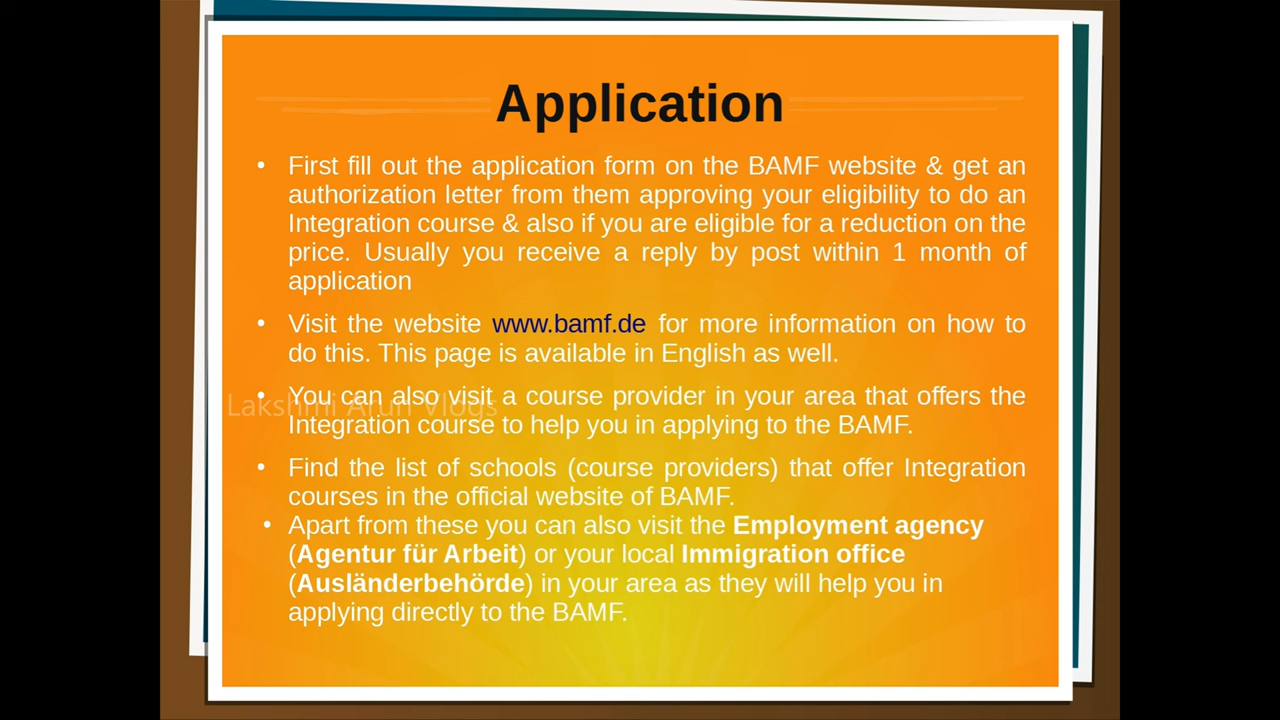 Application
• First fill out the application form on the BAMF website & get an
authorization letter from them approving your eligibility to do an
Integration course & also if you are eligible for a reduction on the
price. Usually you receive a reply by post within 1 month of
application
• Visit the website www.bamf.de for more information on how to
do this. This page is available in English as well.
• You can also visit a course provider in your area that offers the
Lakshmi Arun Vlogs
Integration course to help you in applying to the BAMF.
• Find the list of schools (course providers) that offer Integration
courses in the official website of BAMF.
• Apart from these you can also visit the Employment agency
(Agentur für Arbeit) or your local Immigration office
(Ausländerbehörde) in your area as they will help you in
applying directly to the BAMF.